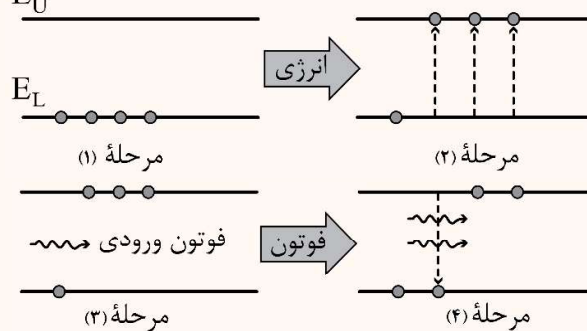 E_U
انرژی
E_L
مرحلهٔ (۱)
مرحلهٔ (۲)
فوتون ورودی
فوتون
مرحلهٔ (۳)
مرحلهٔ (۴)